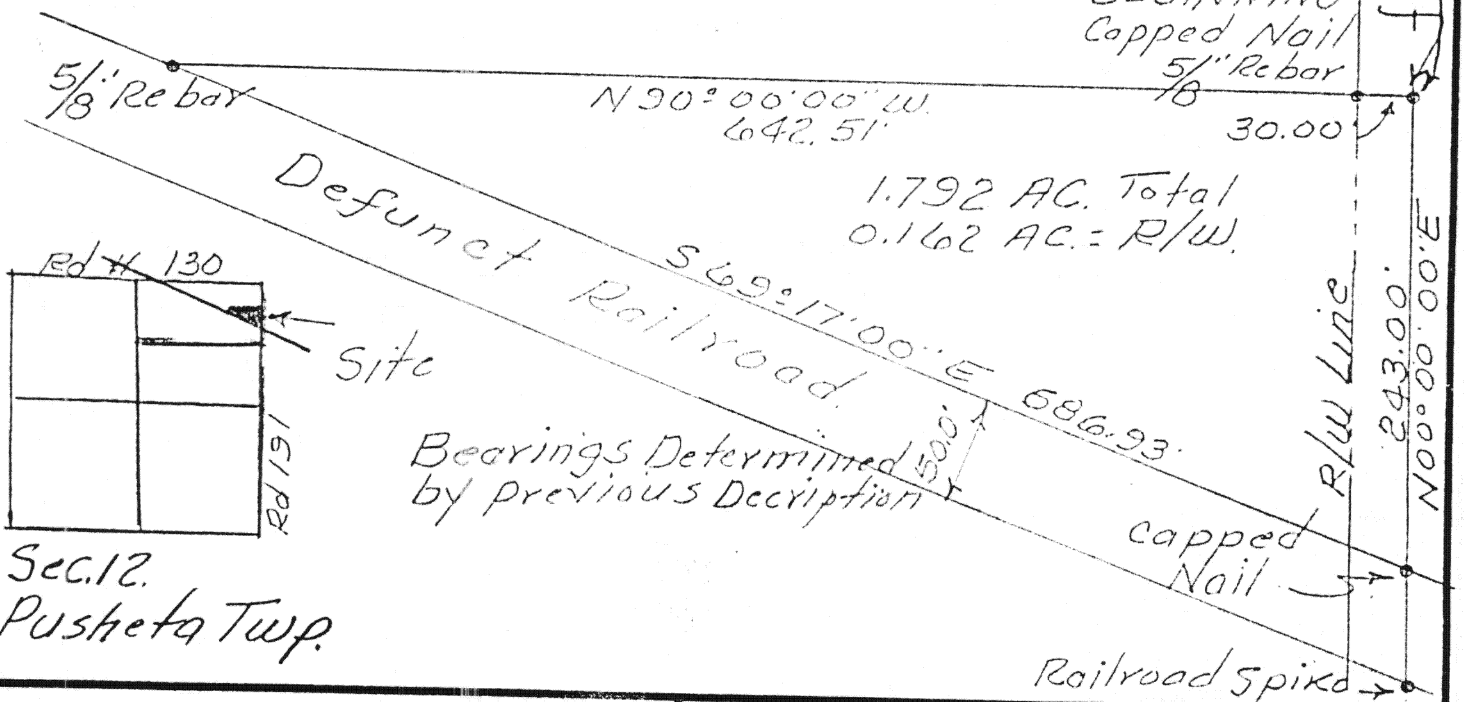 Capped Nail
5/8" Rebar
5/8" Rebar
N 90° 00' 00" W.
642.51'
30.00
1.792 AC. Total
0.162 AC. = R/W.
Defunct Railroad
S 69° 17' 00" E 686.93'
50.0'
R/W Line
243.00'
N00° 00' 00" E
Rd # 130
Site
Rd 191
Bearings Determined
by previous Decription
Capped
Nail
Sec. 12.
Pusheta Twp.
Railroad Spike